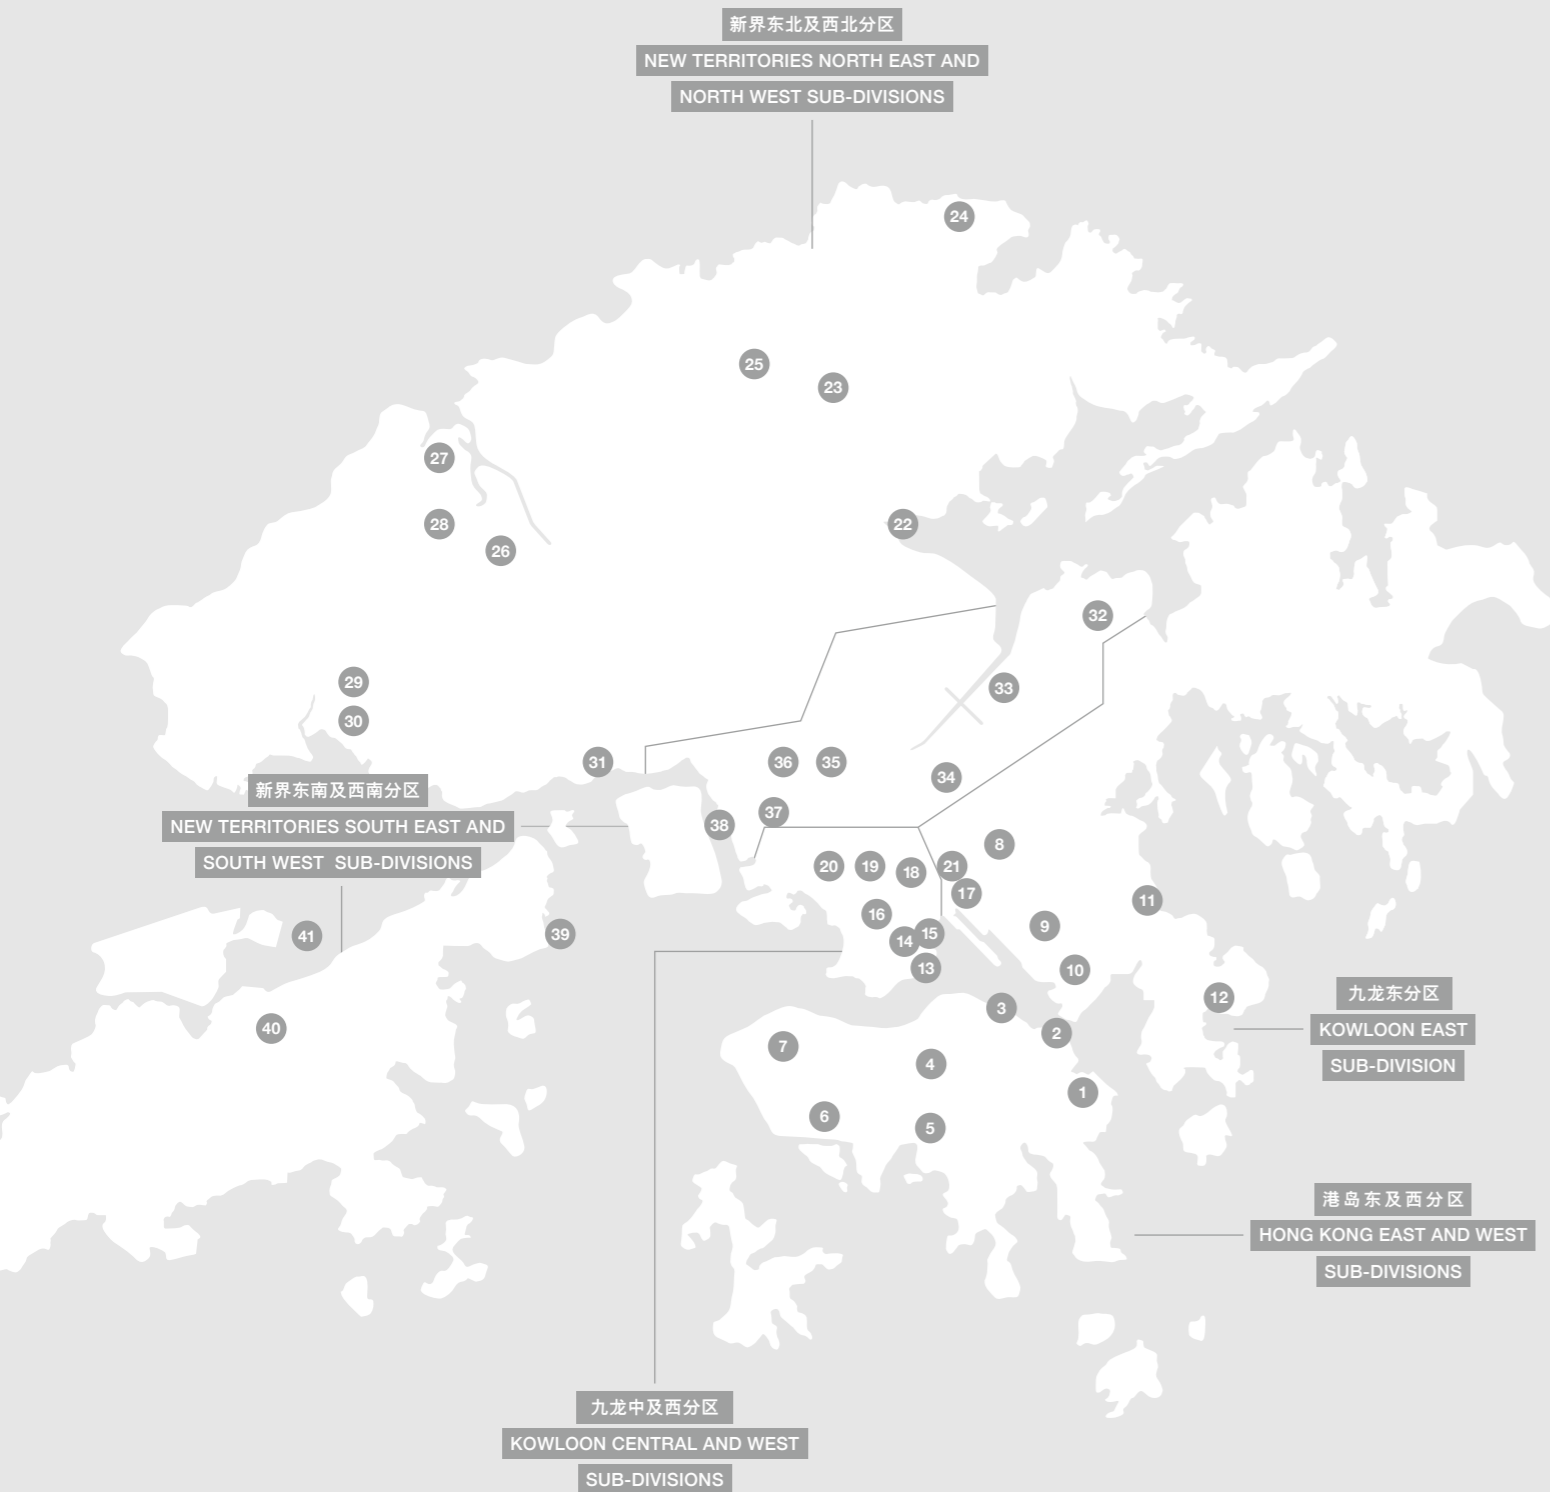 新界东北及西北分区
NEW TERRITORIES NORTH EAST AND
NORTH WEST SUB-DIVISIONS
24
25
23
27
28
26
22
32
29
30
33
31
36
35
34
新界东南及西南分区
NEW TERRITORIES SOUTH EAST AND
SOUTH WEST SUB-DIVISIONS
38
37
8
20
19
18
21
17
11
16
9
41
39
14
15
13
10
12
九龙东分区
KOWLOON EAST
SUB-DIVISION
40
3
2
7
4
1
6
5
港岛东及西分区
HONG KONG EAST AND WEST
SUB-DIVISIONS
九龙中及西分区
KOWLOON CENTRAL AND WEST
SUB-DIVISIONS